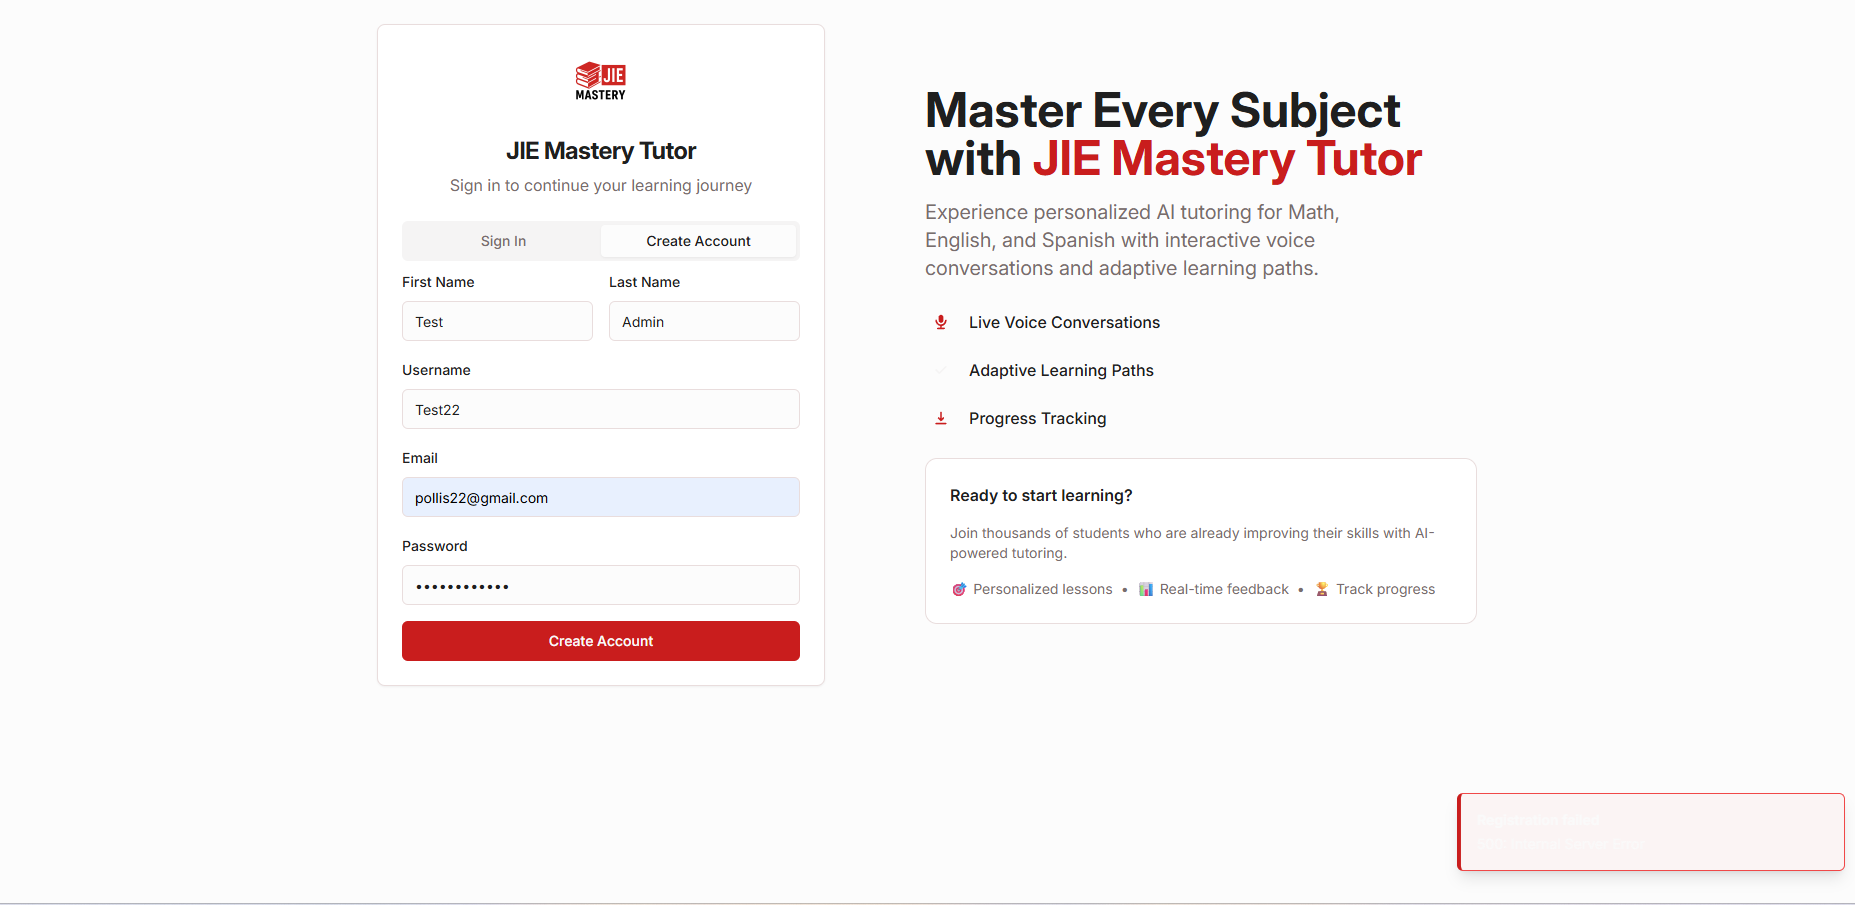 JIE
MASTERY
JIE Mastery Tutor
Sign in to continue your learning journey
Sign In
Create Account
First Name
Last Name
Test
Admin
Username
Test22
Email
pollis22@gmail.com
Password
Create Account
Master Every Subject
with JIE Mastery Tutor
Experience personalized AI tutoring for Math,
English, and Spanish with interactive voice
conversations and adaptive learning paths.
Live Voice Conversations
Adaptive Learning Paths
Progress Tracking
Ready to start learning?
Join thousands of students who are already improving their skills with AI-
powered tutoring.
Personalized lessons • Real-time feedback • Track progress
Registration failed